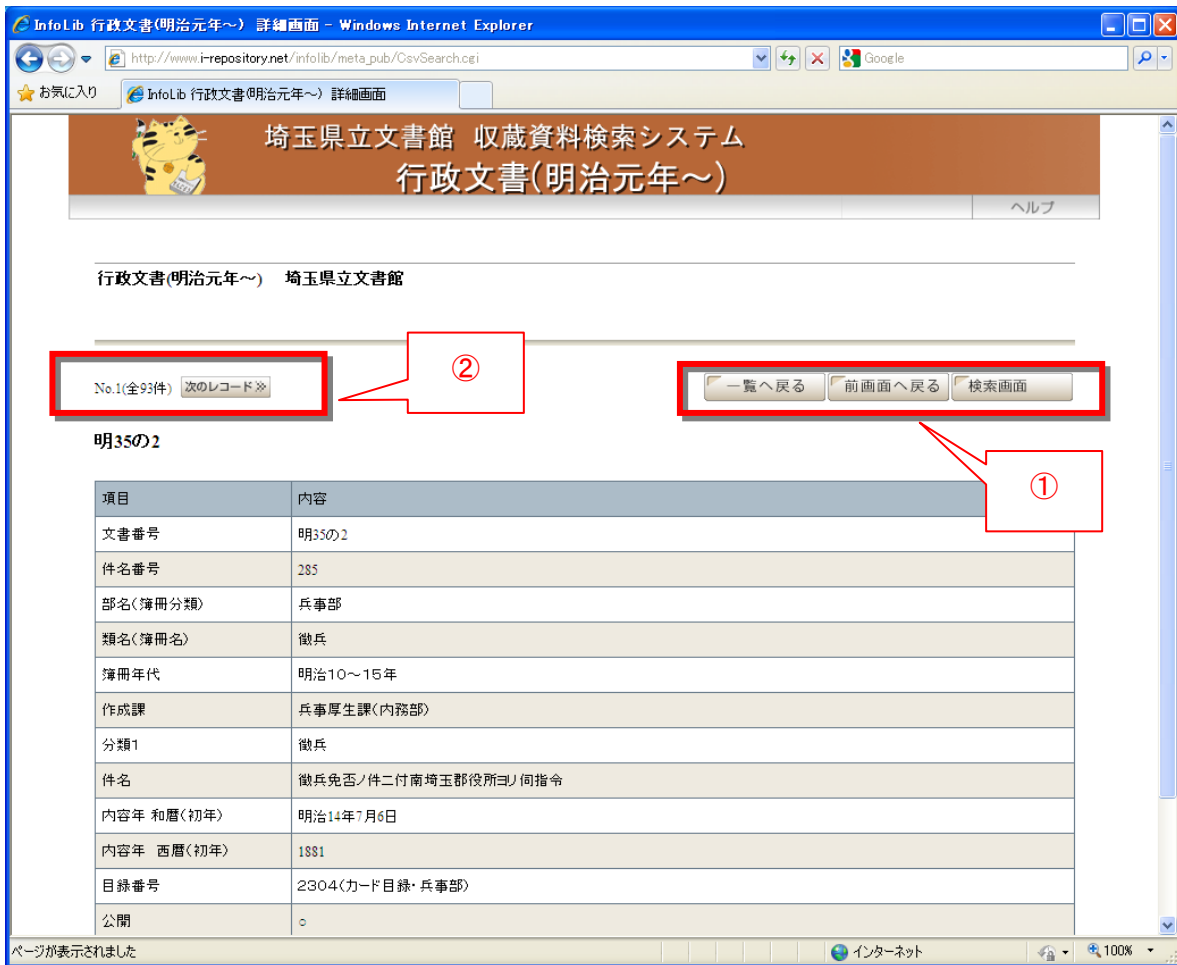 InfoLib 行政文書(明治元年～) 詳細画面 - Windows Internet Explorer
http://www.i-repository.net/infolib/meta_pub/CsvSearch.cgi
Google
お気に入り
InfoLib 行政文書(明治元年～) 詳細画面
埼玉県立文書館 収蔵資料検索システム
行政文書(明治元年～)
ヘルプ
行政文書(明治元年～) 埼玉県立文書館
②
No.1(全93件) 次のレコード≫ 一覧へ戻る 前画面へ戻る 検索画面
明35の2
①
項目 内容
文書番号 明35の2
件名番号 285
部名(簿冊分類) 兵事部
類名(簿冊名) 徴兵
簿冊年代 明治10～15年
作成課 兵事厚生課(内務部)
分類1 徴兵
件名 徴兵免否ノ件ニ付南埼玉郡役所ヨリ伺指令
内容年 和暦(初年) 明治14年7月6日
内容年 西暦(初年) 1881
目録番号 2304(カード目録・兵事部)
公開 ○
ページが表示されました インターネット 100%